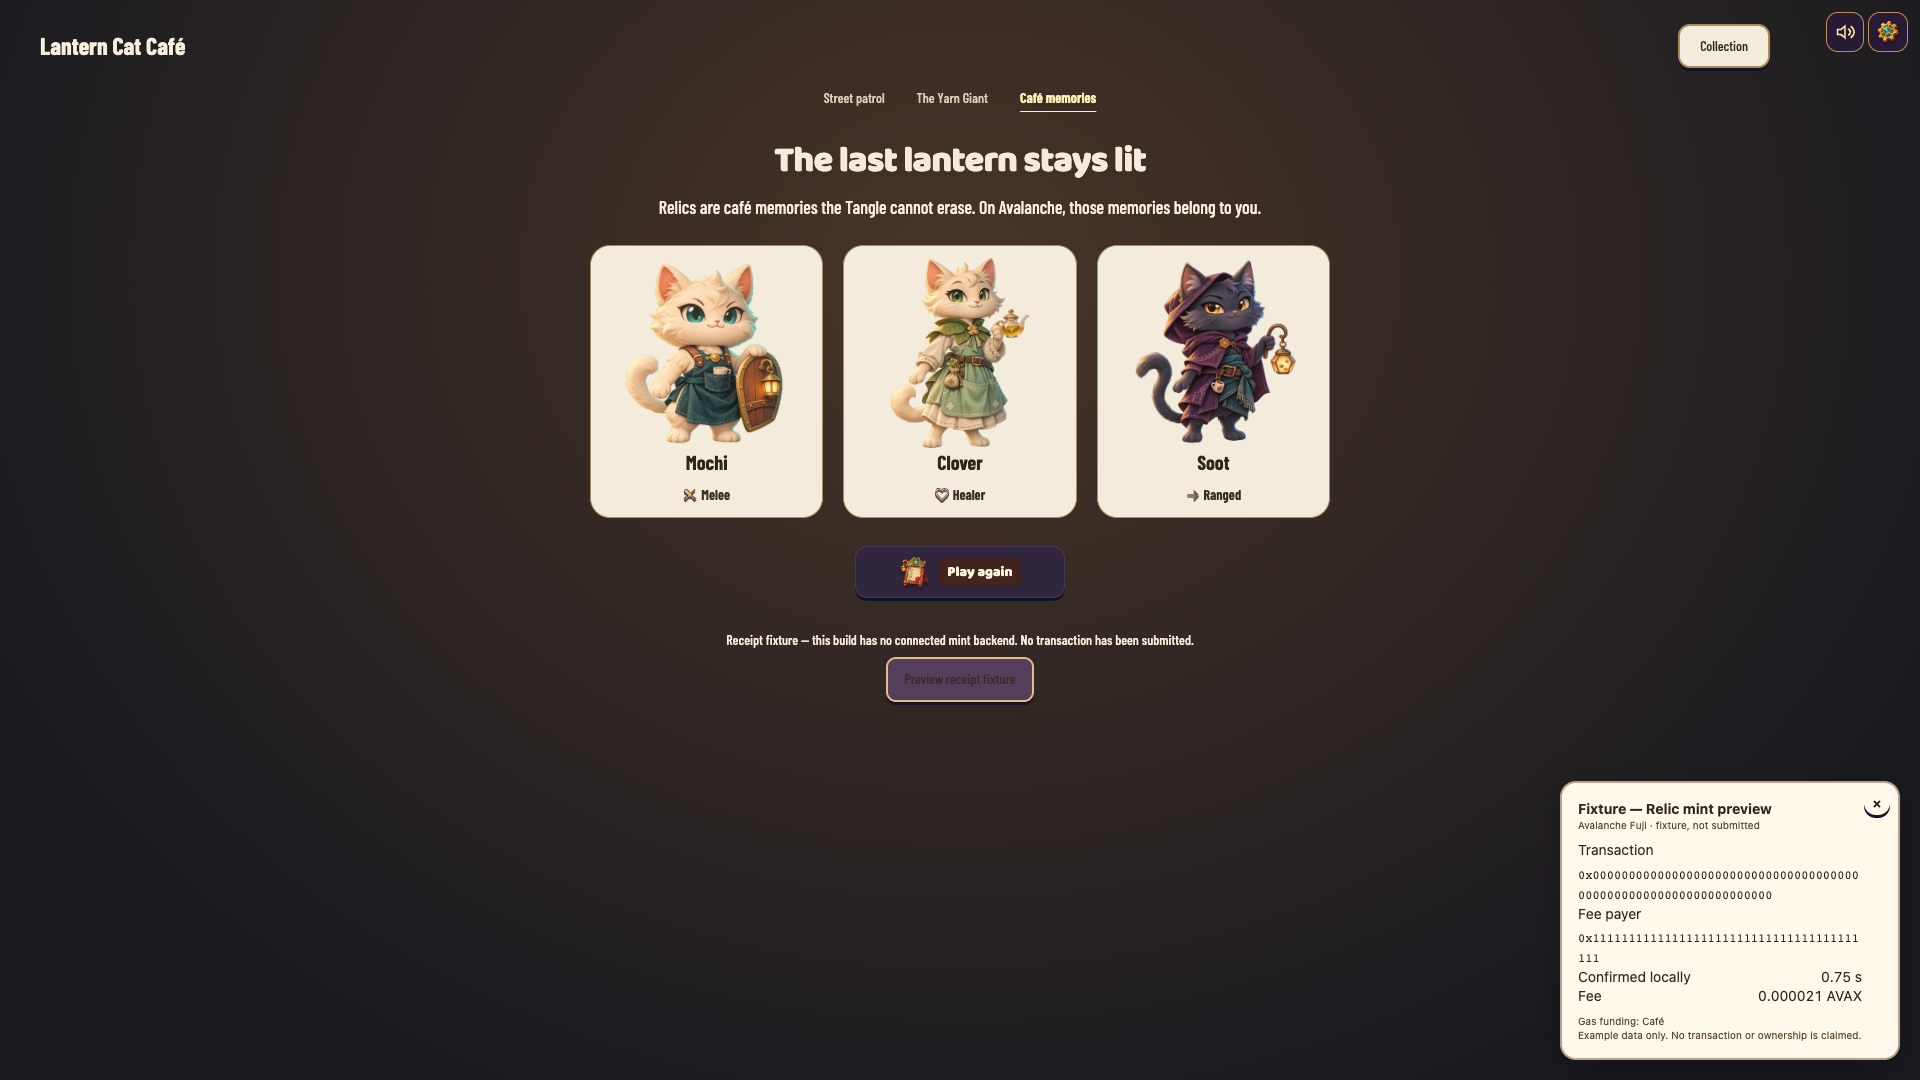 Lantern Cat Café
Collection
Street patrol
The Yarn Giant
Café memories
The last lantern stays lit
Relics are café memories the Tangle cannot erase. On Avalanche, those memories belong to you.
Mochi
Melee
Clover
Healer
Soot
Ranged
Play again
Receipt fixture — this build has no connected mint backend. No transaction has been submitted.
Preview receipt fixture
Fixture — Relic mint preview
×
Avalanche Fuji · fixture, not submitted
Transaction
0x0000000000000000000000000000000000000
000000000000000000000000000
Fee payer
0x1111111111111111111111111111111111111
111
Confirmed locally 0.75 s
Fee 0.000021 AVAX
Gas funding: Café
Example data only. No transaction or ownership is claimed.